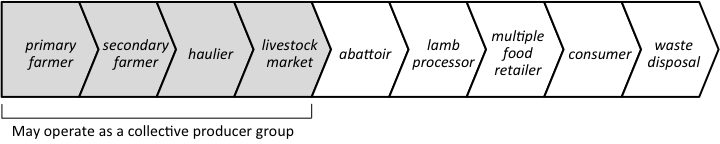 primary
farmer
secondary
farmer
haulier
livestock
market
abattoir
lamb
processor
multiple
food
retailer
consumer
waste
disposal
May operate as a collective producer group